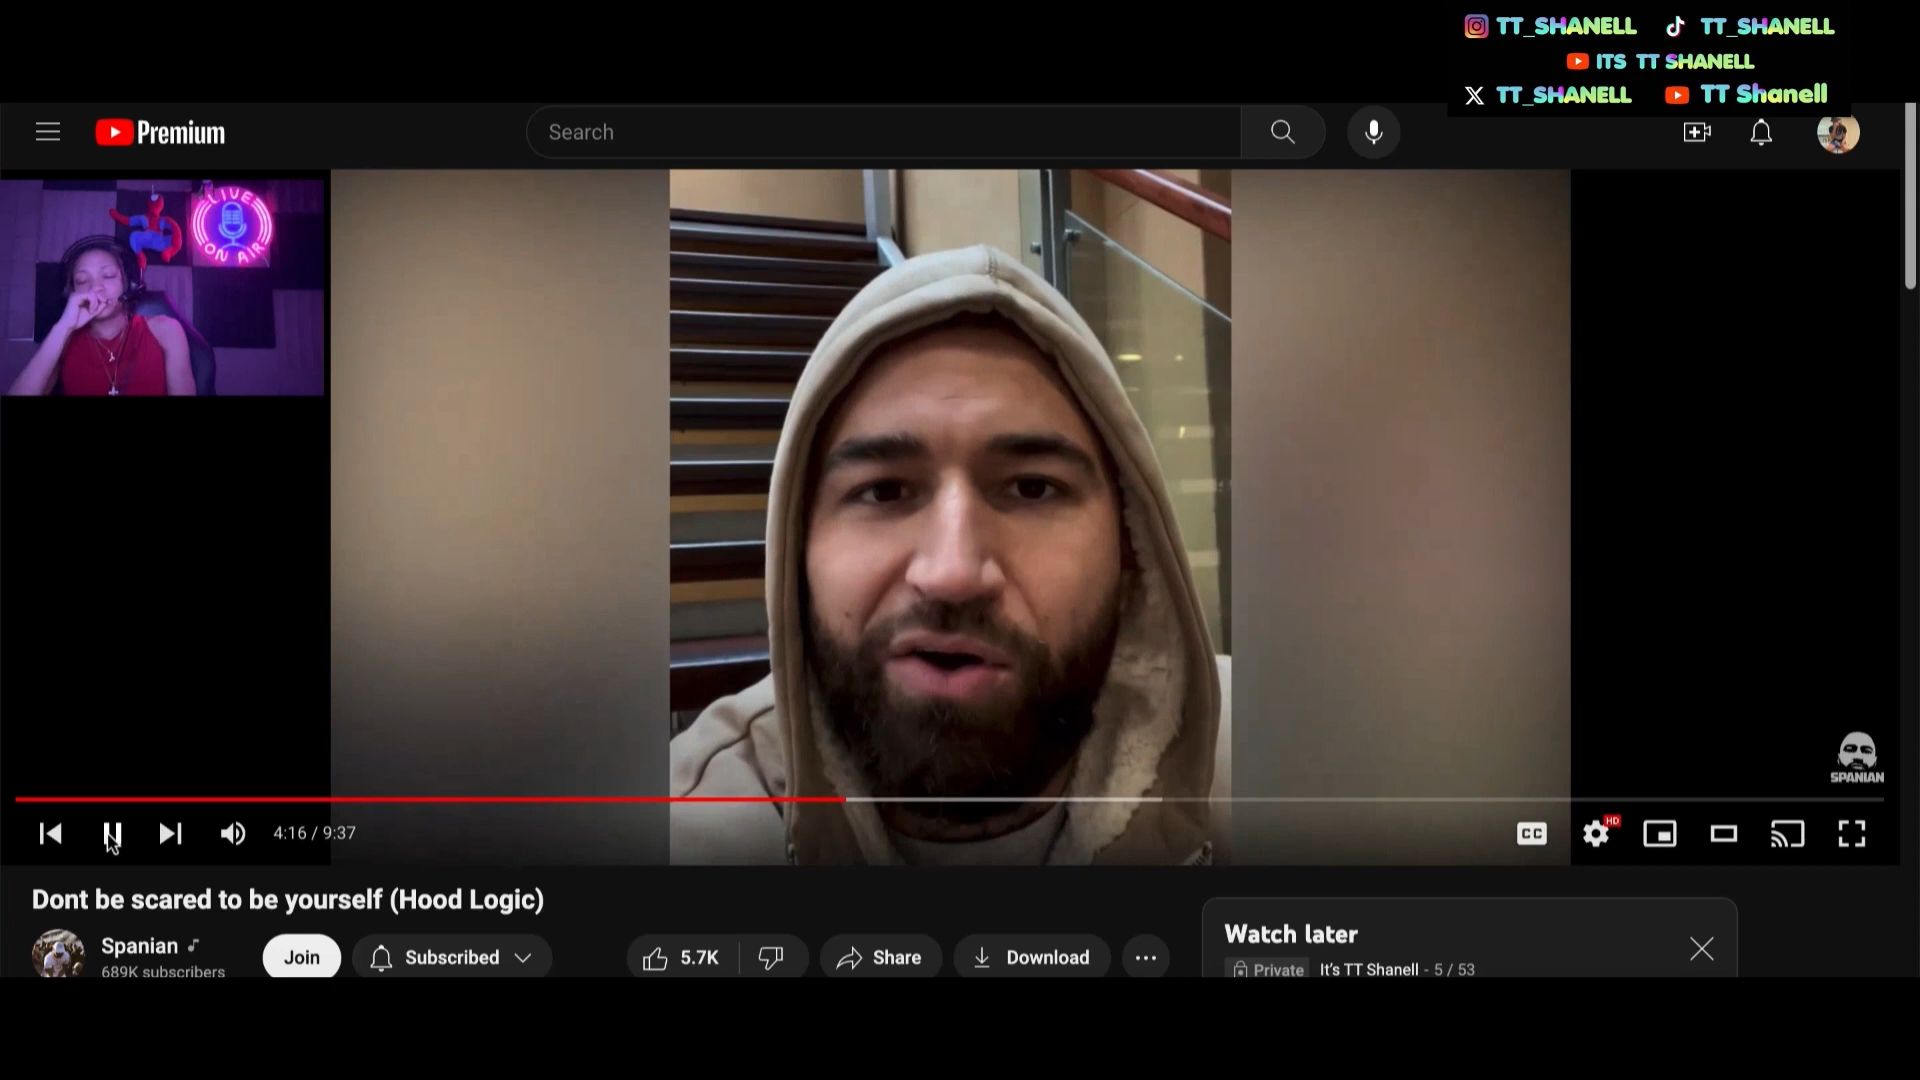 TT_SHANELL TT_SHANELL
ITS TT SHANELL
TT_SHANELL TT Shanell
Premium
Search
LIVE
ON AIR
SPANIAN
4:16 / 9:37
CC
HD
Dont be scared to be yourself (Hood Logic)
Spanian
689K subscribers
Join
Subscribed
5.7K
Share
Download
Watch later
Private It's TT Shanell - 5 / 53